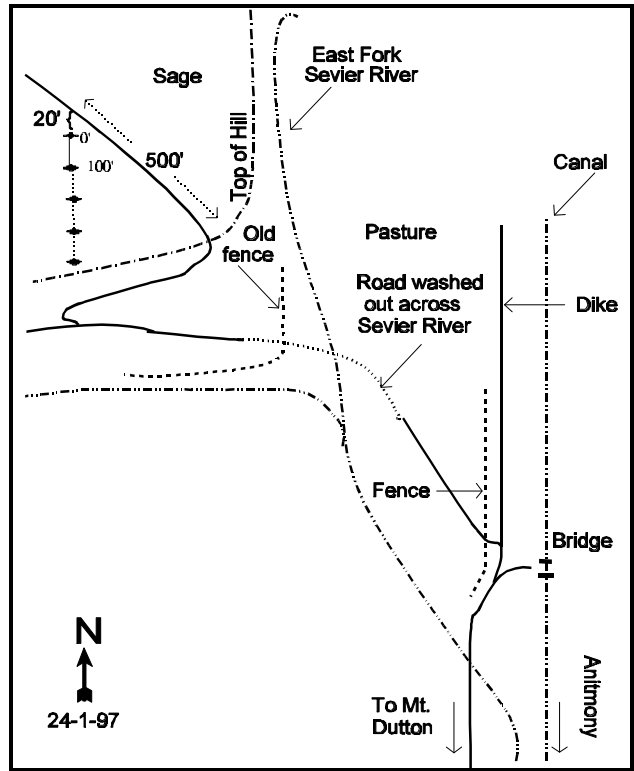 East Fork
Sevier River
Sage
20'
0'
100'
500'
Top of Hill
Canal
Old
fence
Pasture
Road washed
out across
Sevier River
Dike
Fence
Bridge
N
24-1-97
To Mt.
Dutton
Anitmony